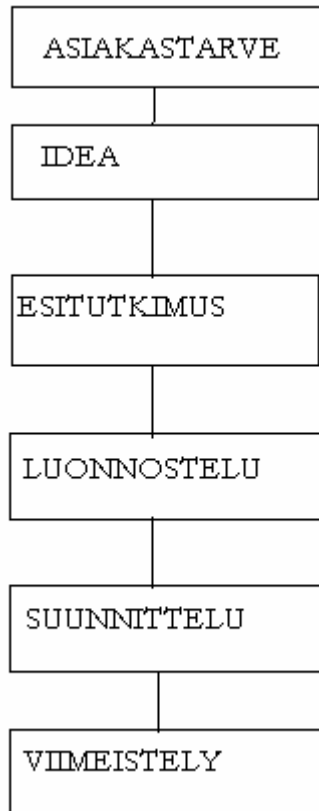 ASIAKASTARVE
IDEA
ESITUTKIMUS
LUONNOSTELU
SUUNNITTELU
VIIMEISTELY